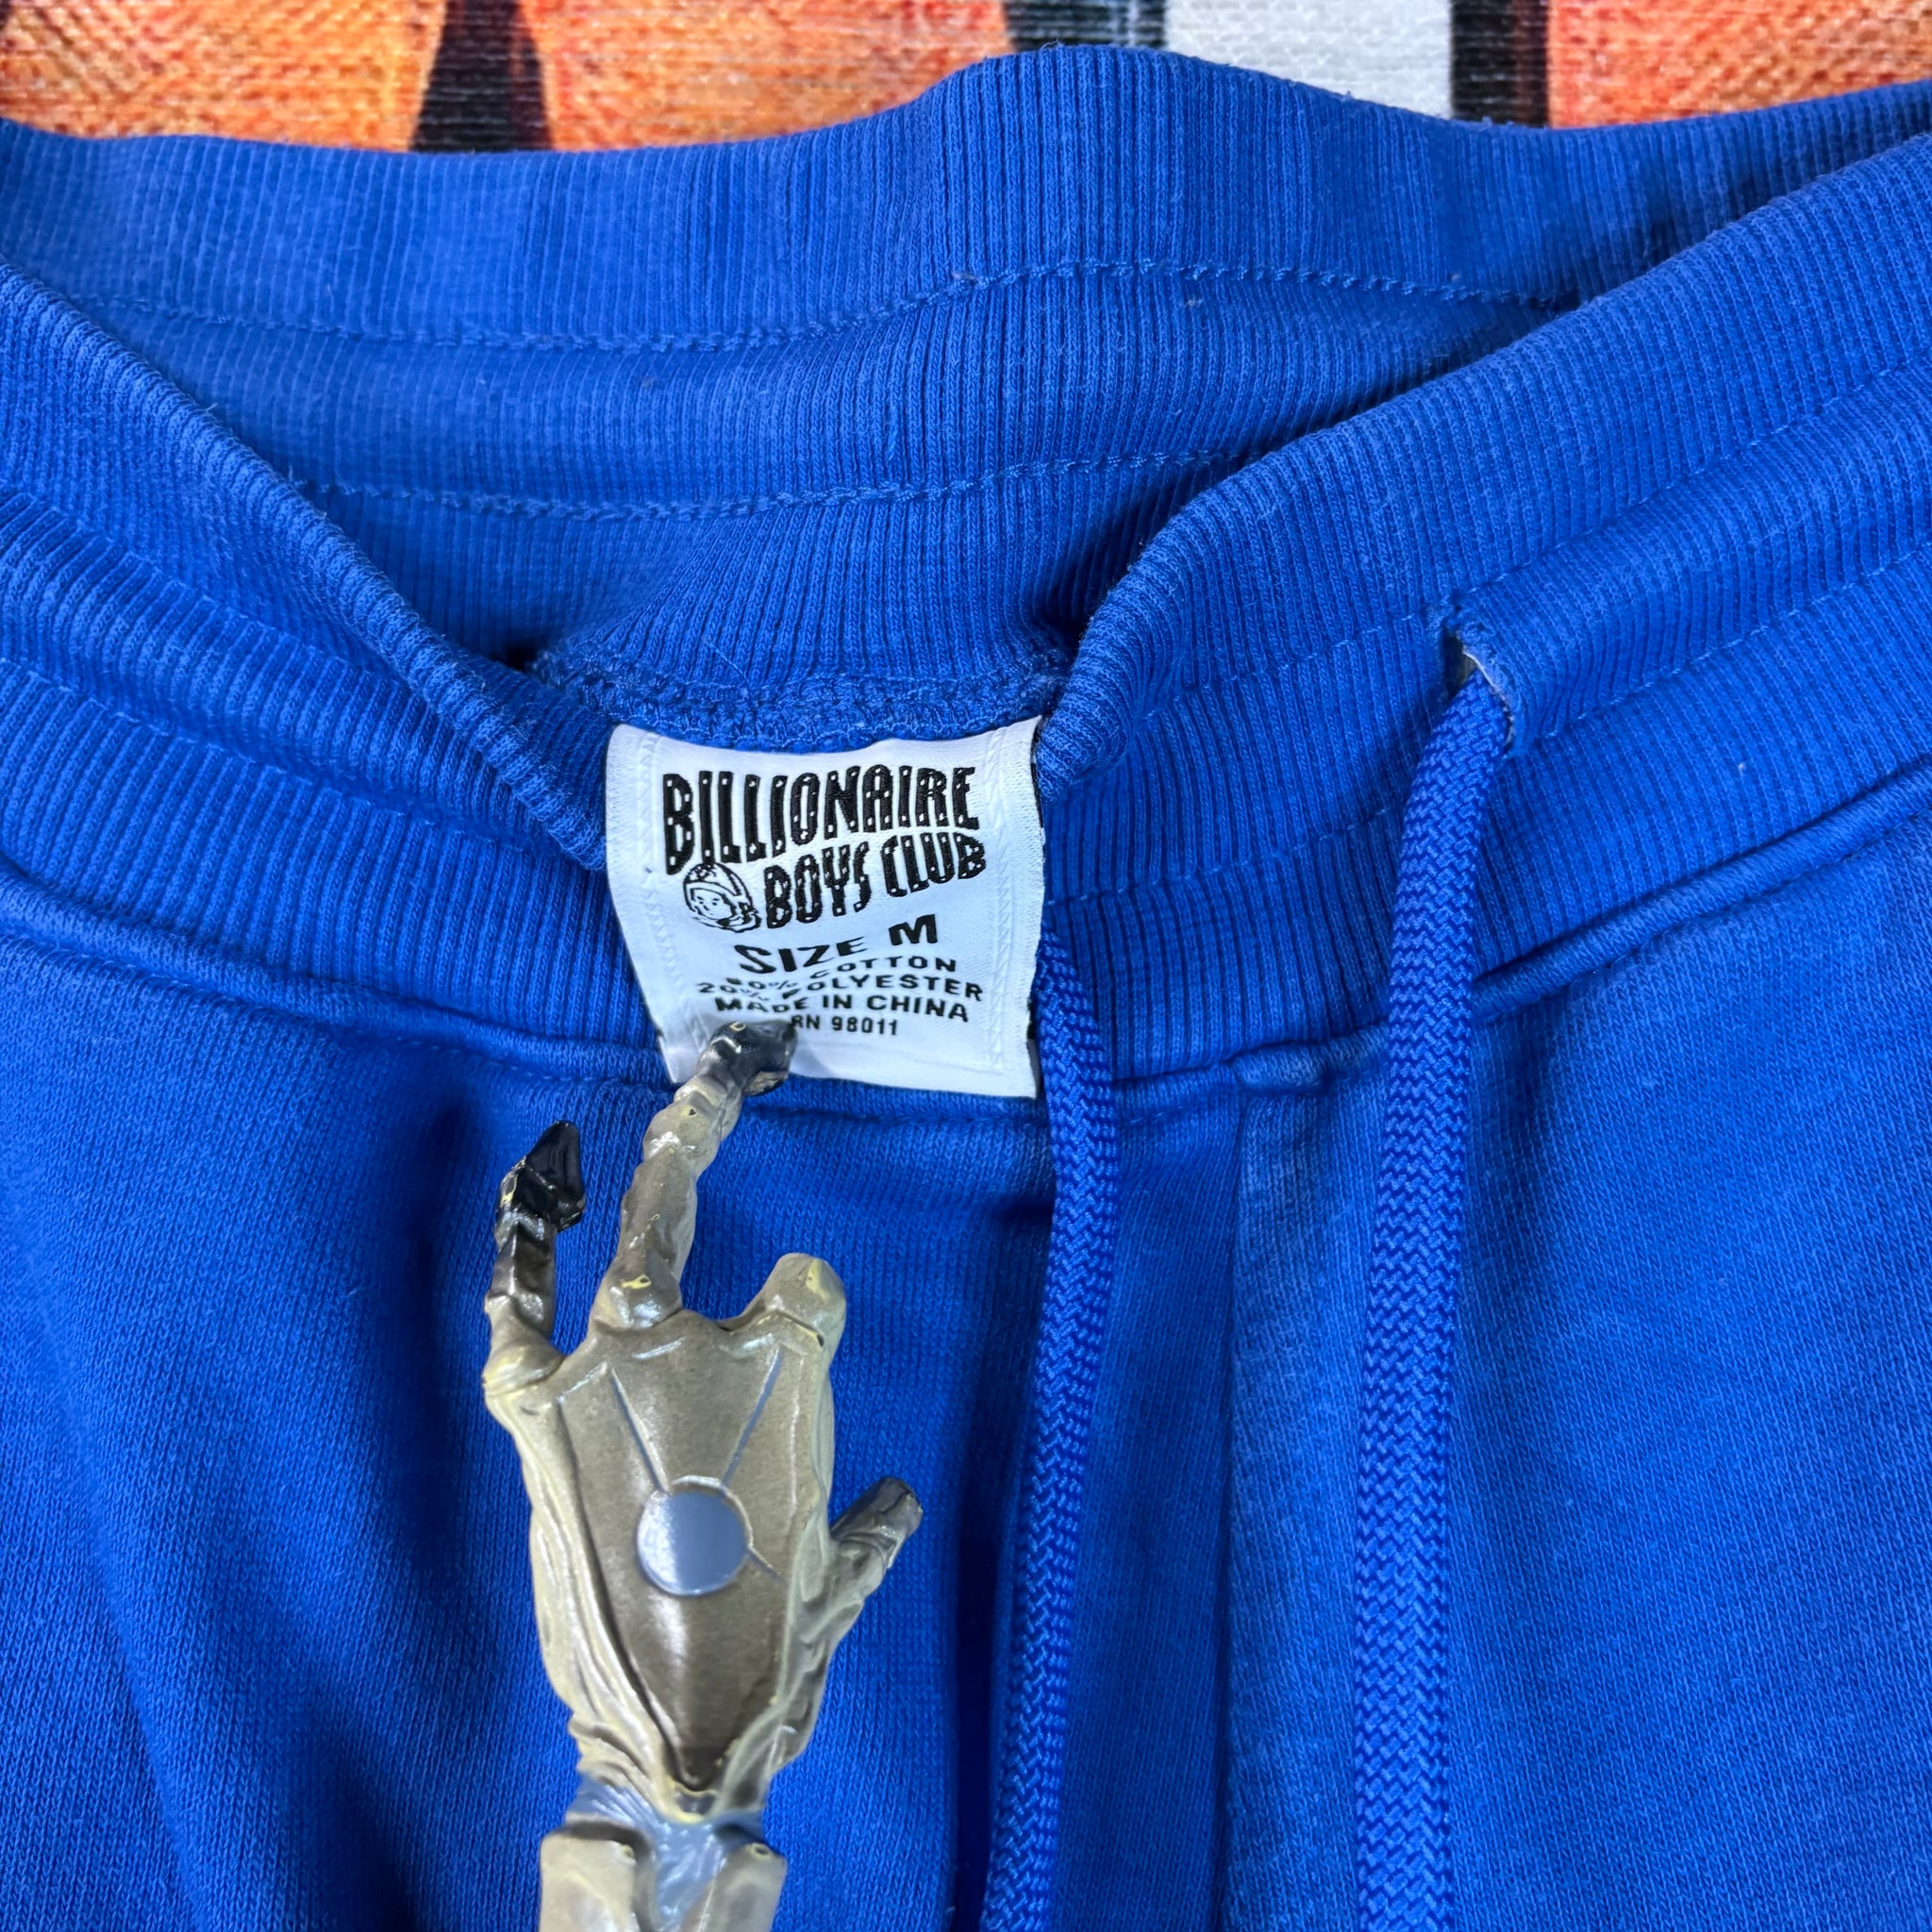 BILLIONAIRE
BOYS CLUB
SIZE M
80% COTTON
20% POLYESTER
MADE IN CHINA
RN 98011